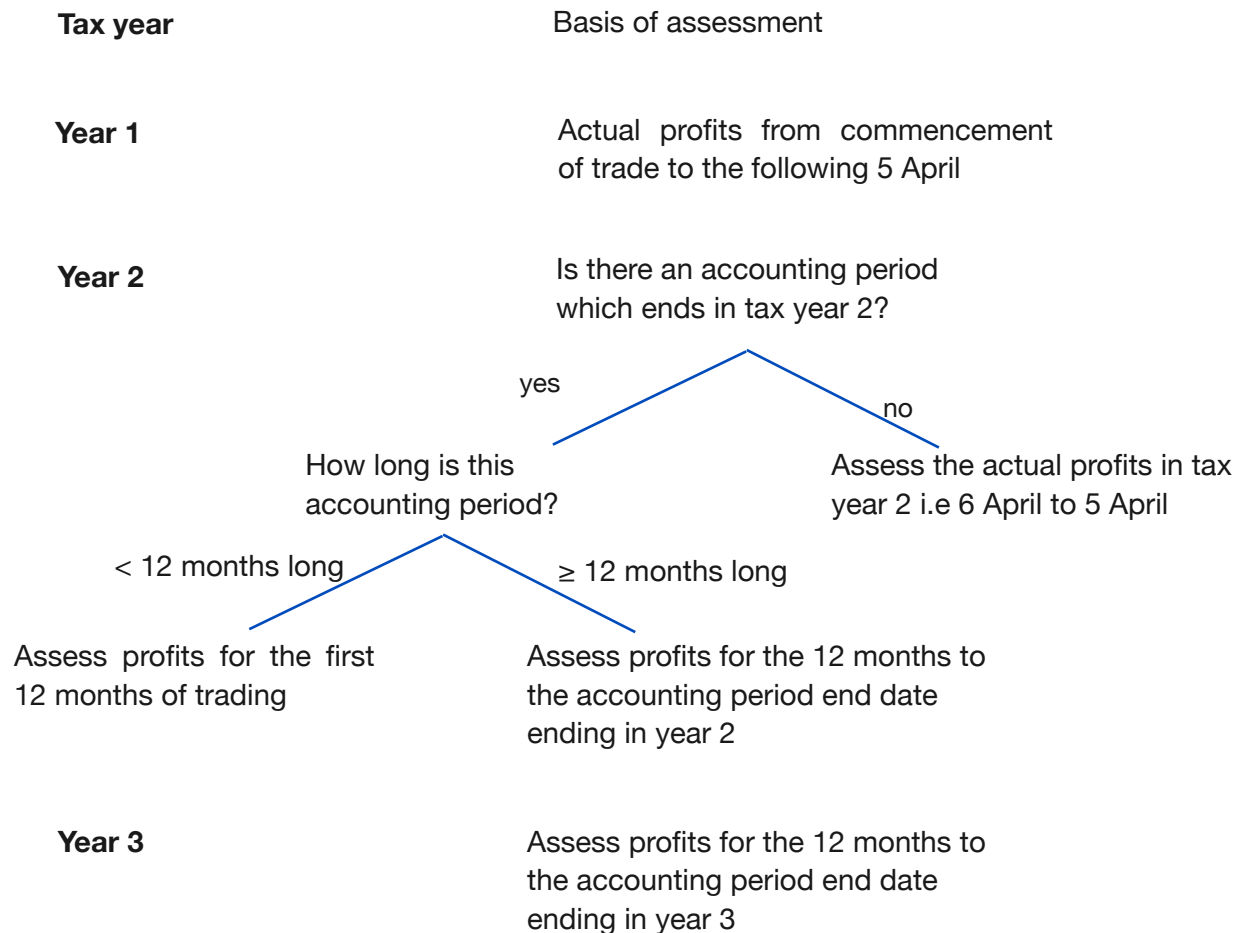 Tax year
Basis of assessment
Year 1
Actual profits from commencement
of trade to the following 5 April
Year 2
Is there an accounting period
which ends in tax year 2?
yes
no
How long is this
accounting period?
Assess the actual profits in tax
year 2 i.e 6 April to 5 April
< 12 months long
≥ 12 months long
Assess profits for the first
12 months of trading
Assess profits for the 12 months to
the accounting period end date
ending in year 2
Year 3
Assess profits for the 12 months to
the accounting period end date
ending in year 3